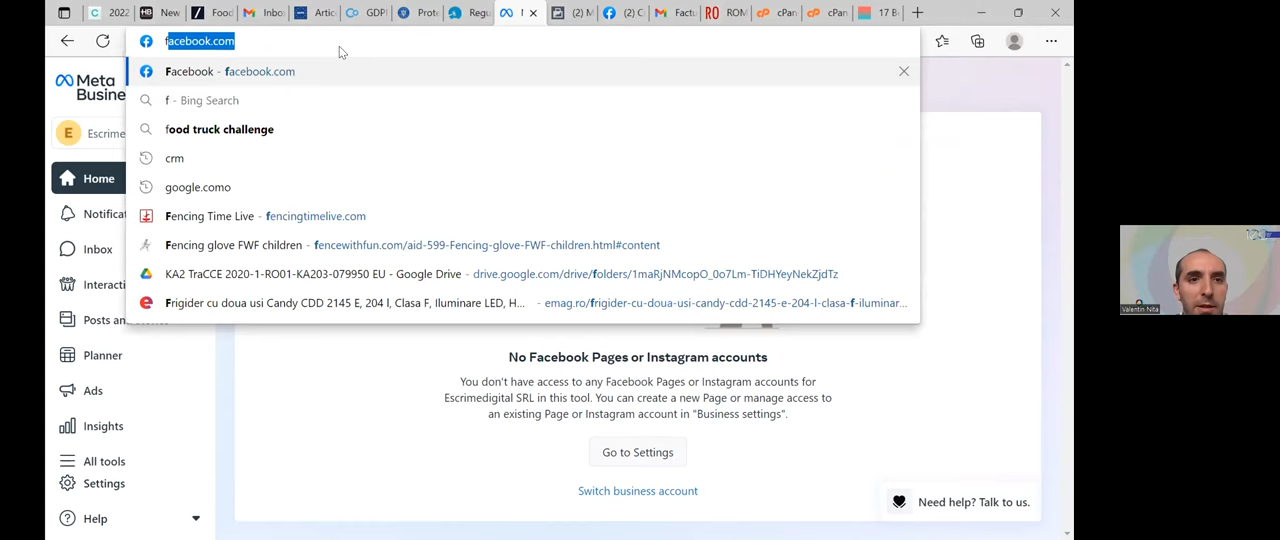 2022
New
Food
Inbo
Artic
GDPI
Prote
Regu
(2) M
(2) C
Factu
RO ROM
cPan
cPan
17 B
facebook.com
Facebook - facebook.com
f - Bing Search
food truck challenge
crm
google.como
Fencing Time Live - fencingtimelive.com
Fencing glove FWF children - fencewithfun.com/aid-599-Fencing-glove-FWF-children.html#content
KA2 TraCCE 2020-1-RO01-KA203-079950 EU - Google Drive - drive.google.com/drive/folders/1maRjNMcopO_0o7Lm-TiDHYeyNekZjdTz
Frigider cu doua usi Candy CDD 2145 E, 204 l, Clasa F, Iluminare LED, H... - emag.ro/frigider-cu-doua-usi-candy-cdd-2145-e-204-l-clasa-f-iluminar...
Meta
Business
E Escrime
Home
Notificat
Inbox
Interacti
Posts an
Planner
Ads
Insights
All tools
Settings
Help
No Facebook Pages or Instagram accounts
You don't have access to any Facebook Pages or Instagram accounts for
Escrimedigital SRL in this tool. You can create a new Page or manage access
to an existing Page or Instagram account in "Business settings".
Go to Settings
Switch business account
Need help? Talk to us.
Valentin Nita